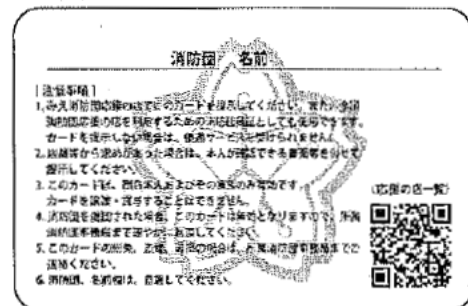 消防団 名前
[注意事項]
1. みえ消防団応援の店でこのカードを提示してください。また、全国
消防団応援の店を利用するための消防団員証としても使用できます。
カードを提示しない場合は、優遇サービスを受けられません。
2. 店舗等から求めがあった場合は、本人が確認できる書類等を併せて
提示してください。
3. このカードは、団員本人およびその家族のみ有効です。
カードを譲渡・貸与することはできません。
4. 消防団を退団された場合、このカードは無効となりますので、所属
消防団事務局まで速やかに返還してください。
5. このカードの紛失、盗難、破損の場合は、所属消防団事務局までご
連絡ください。
6. 消防団、名前欄は、自署してください。
(応援の店一覧)